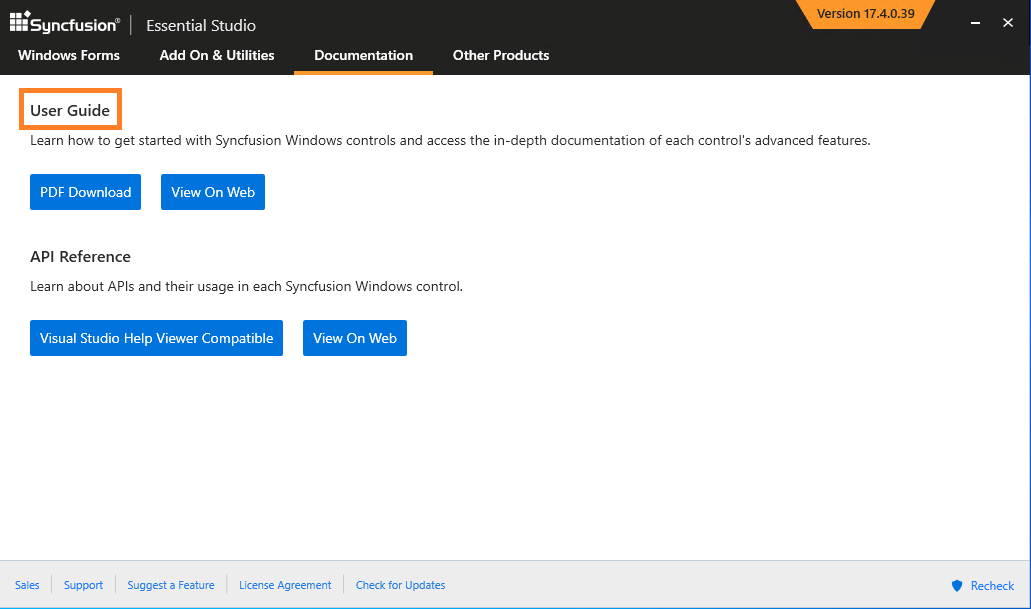 Syncfusion® | Essential Studio
Version 17.4.0.39
Windows Forms Add On & Utilities Documentation Other Products
User Guide
Learn how to get started with Syncfusion Windows controls and access the in-depth documentation of each control's advanced features.
PDF Download View On Web
API Reference
Learn about APIs and their usage in each Syncfusion Windows control.
Visual Studio Help Viewer Compatible View On Web
Sales Support Suggest a Feature License Agreement Check for Updates Recheck